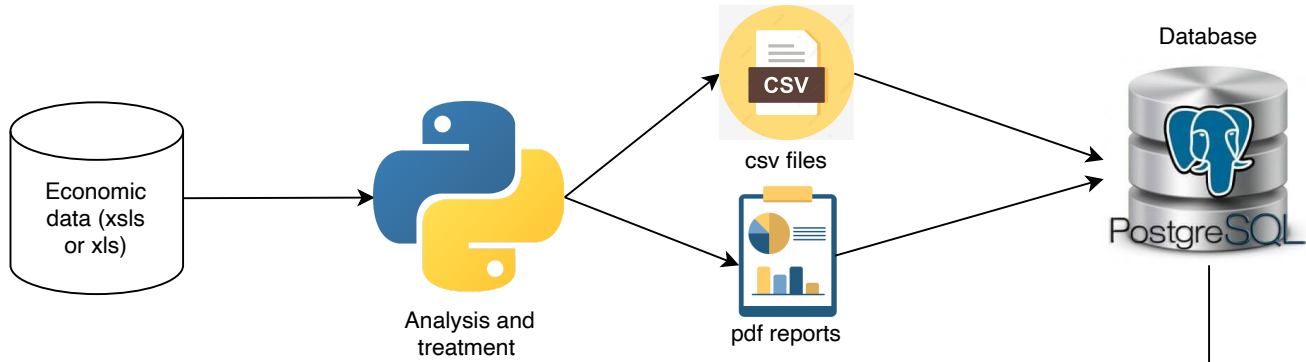 Economic
data (xsls
or xls)
Analysis and
treatment
CSV
csv files
pdf reports
Database
PostgreSQL